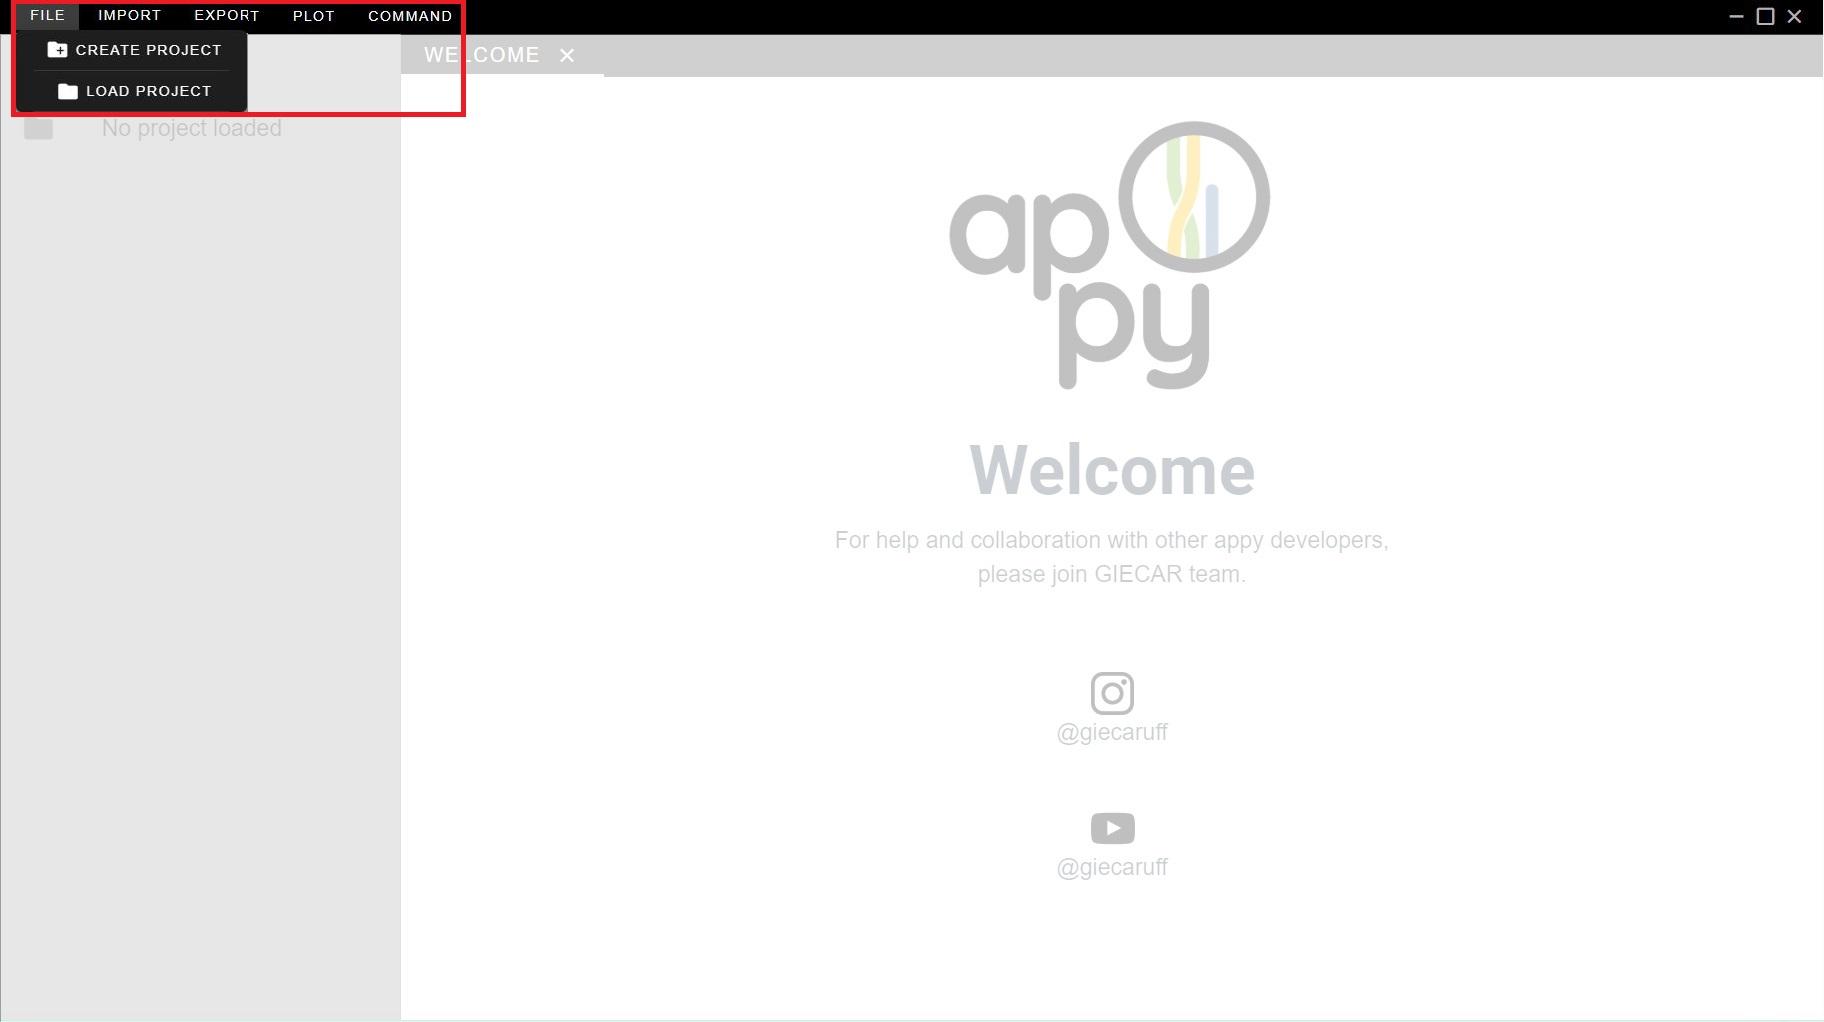 FILE IMPORT EXPORT PLOT COMMAND
CREATE PROJECT
LOAD PROJECT
WELCOME
No project loaded
appy
Welcome
For help and collaboration with other appy developers,
please join GIECAR team.
@giecaruff
@giecaruff